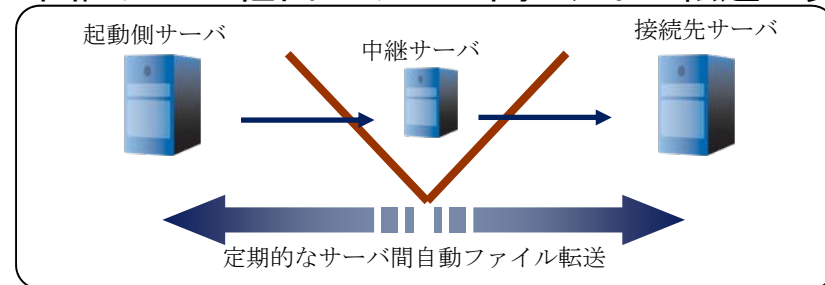 起動側サーバ
中継サーバ
接続先サーバ
定期的なサーバ間自動ファイル転送